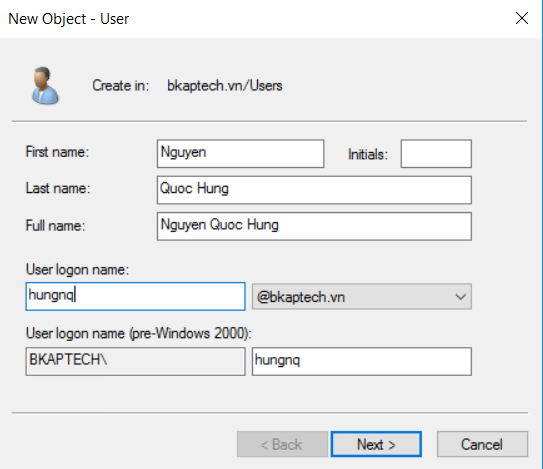 New Object - User
Create in: bkaptech.vn/Users
First name: Nguyen Initials:
Last name: Quoc Hung
Full name: Nguyen Quoc Hung
User logon name:
hungnq @bkaptech.vn
User logon name (pre-Windows 2000):
BKAPTECH\ hungnq
< Back Next > Cancel